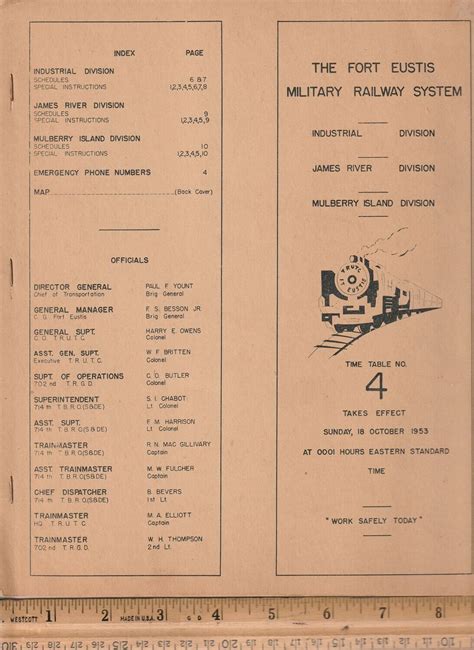 INDEX PAGE
INDUSTRIAL DIVISION
SCHEDULES 6 &7
SPECIAL INSTRUCTIONS 1,2,3,4,5,6,7,8
JAMES RIVER DIVISION
SCHEDULES 9
SPECIAL INSTRUCTIONS 1,2,3,4,5,9
MULBERRY ISLAND DIVISION
SCHEDULES 10
SPECIAL INSTRUCTIONS 1,2,3,4,5,10
EMERGENCY PHONE NUMBERS 4
MAP (Back Cover)
OFFICIALS
DIRECTOR GENERAL PAUL F. YOUNT
Chief of Transportation Brig General
GENERAL MANAGER F. S. BESSON JR
C. G. Fort Eustis Brig. General
GENERAL SUPT. HARRY E. OWENS
C.O. T.R.U.T.C. Colonel
ASST. GEN. SUPT. W. F. BRITTEN
Executive T.R.U.T.C. Colonel
SUPT. OF OPERATIONS C. O. BUTLER
702 nd T.R.G.D. Colonel
SUPERINTENDENT S. I. CHABOT
714 th T.B.R.O.(S&DE) Lt Colonel
ASST. SUPT. F. M. HARRISON
714 th T.B.R.O.(S&DE) Lt. Colonel
TRAINMASTER R. N. MAC GILLIVARY
714 th T.B.R.O.(S&DE) Captain
ASST. TRAINMASTER M. W. FULCHER
714 th T.B.R.O.(S&DE) Captain
CHIEF DISPATCHER B. BEVERS
714 th T.B.R.O.(S&DE) 1st Lt.
TRAINMASTER M. A. ELLIOTT
HQ. T.R.U.T.C. Captain
TRAINMASTER W. H. THOMPSON
702nd T.R.G.D. 2nd Lt.
THE FORT EUSTIS
MILITARY RAILWAY SYSTEM
INDUSTRIAL DIVISION
JAMES RIVER DIVISION
MULBERRY ISLAND DIVISION
T.R.U.T.C.
FT EUSTIS
TIME TABLE NO.
4
TAKES EFFECT
SUNDAY, 18 OCTOBER 1953
AT 0001 HOURS EASTERN STANDARD
TIME
"WORK SAFELY TODAY"
1 2 3 4 5 6 7 8
WESTCOTT MADE IN U.S.A.